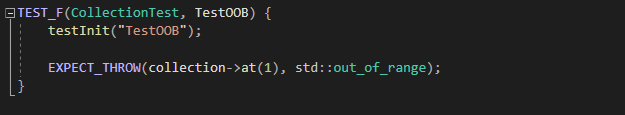 TEST_F(CollectionTest, TestOOB) {
testInit("TestOOB");
EXPECT_THROW(collection->at(1), std::out_of_range);
}